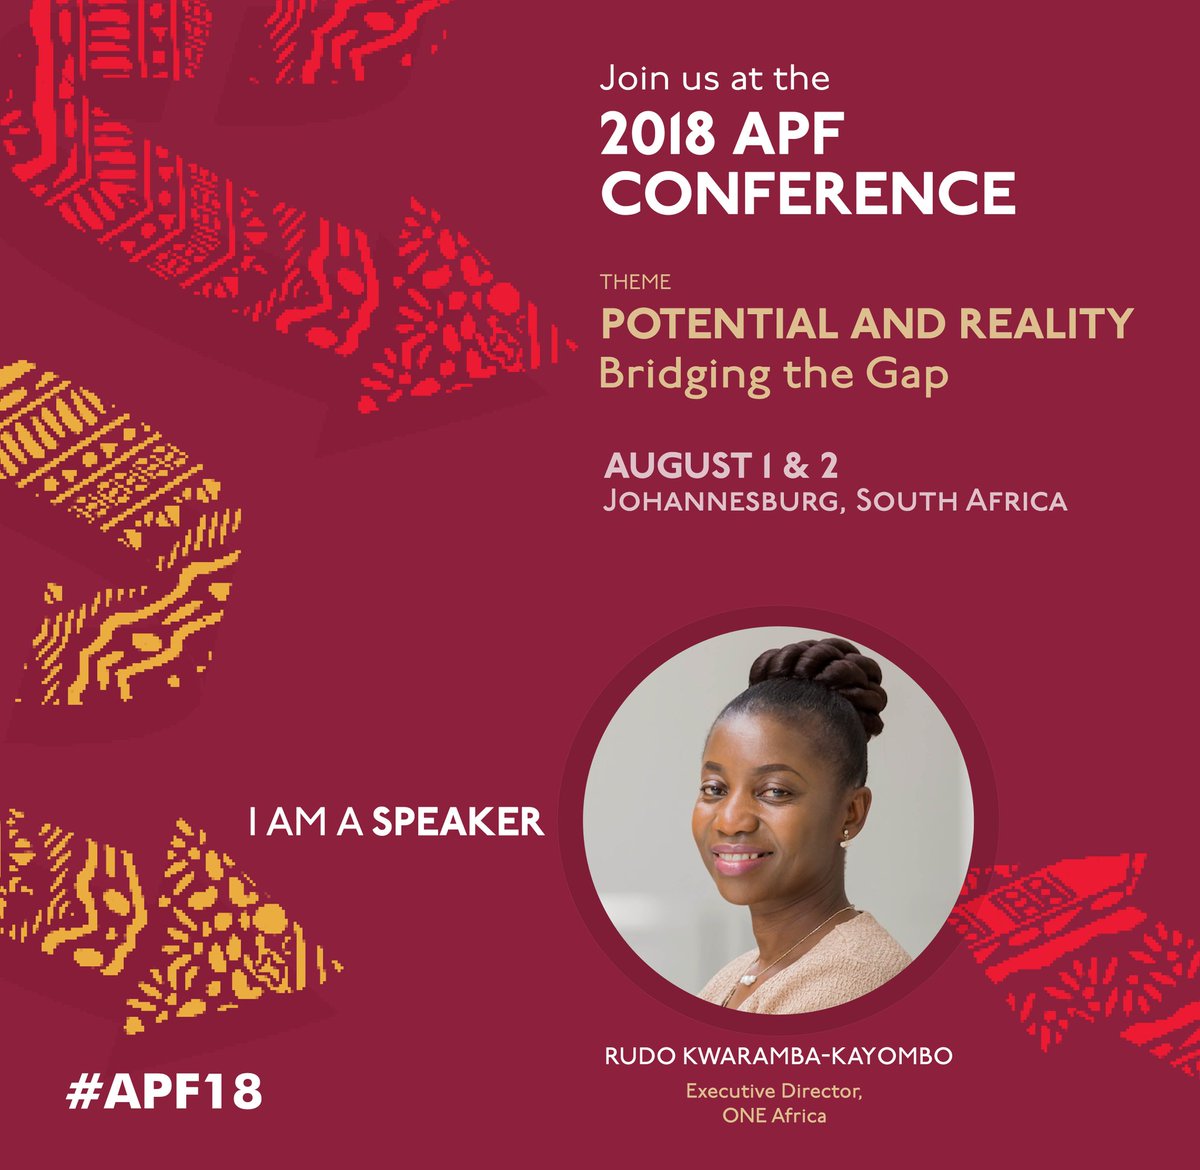 Join us at the
2018 APF
CONFERENCE
THEME
POTENTIAL AND REALITY
Bridging the Gap
AUGUST 1 & 2
JOHANNESBURG, SOUTH AFRICA
I AM A SPEAKER
RUDO KWARAMBA-KAYOMBO
Executive Director,
ONE Africa
#APF18